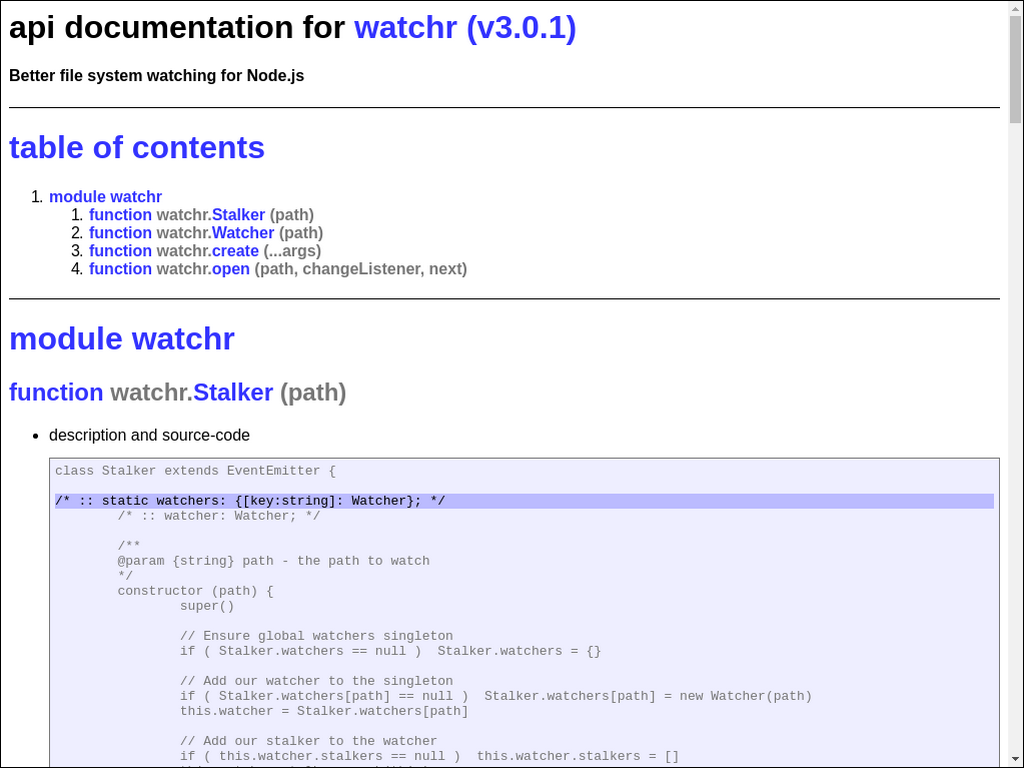 api documentation for watchr (v3.0.1)
Better file system watching for Node.js
table of contents
1. module watchr
1. function watchr.Stalker (path)
2. function watchr.Watcher (path)
3. function watchr.create (...args)
4. function watchr.open (path, changeListener, next)
module watchr
function watchr.Stalker (path)
• description and source-code
class Stalker extends EventEmitter {
/* :: static watchers: {[key:string]: Watcher}; */
/* :: watcher: Watcher; */
/**
@param {string} path - the path to watch
*/
constructor (path) {
super()
// Ensure global watchers singleton
if ( Stalker.watchers == null )  Stalker.watchers = {}
// Add our watcher to the singleton
if ( Stalker.watchers[path] == null )  Stalker.watchers[path] = new Watcher(path)
this.watcher = Stalker.watchers[path]
// Add our stalker to the watcher
if ( this.watcher.stalkers == null )  this.watcher.stalkers = []